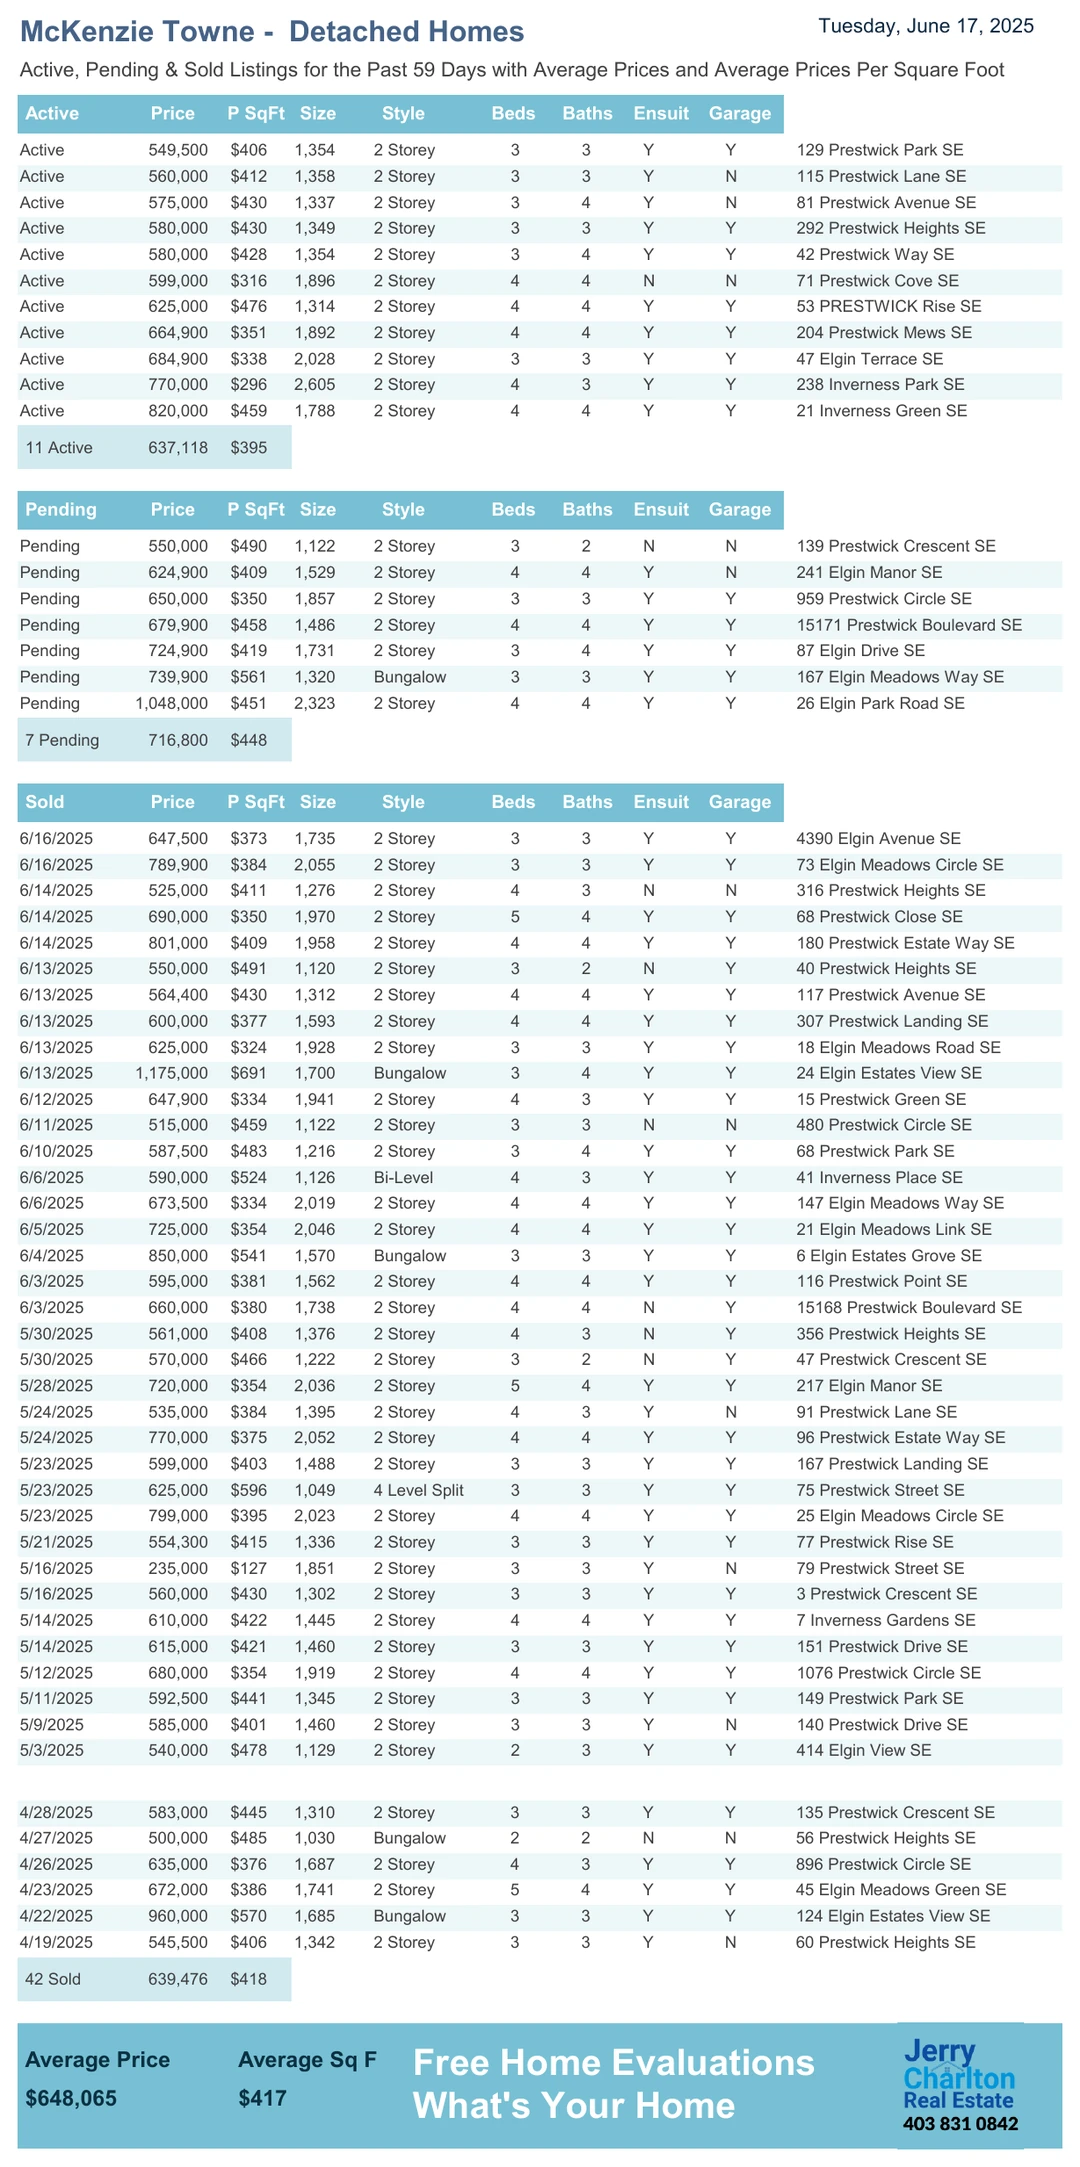 McKenzie Towne - Detached Homes
Tuesday, June 17, 2025
Active, Pending & Sold Listings for the Past 59 Days with Average Prices and Average Prices Per Square Foot
Active Price P SqFt Size Style Beds Baths Ensuit Garage
Active 549,500 $406 1,354 2 Storey 3 3 Y Y 129 Prestwick Park SE
Active 560,000 $412 1,358 2 Storey 3 3 Y N 115 Prestwick Lane SE
Active 575,000 $430 1,337 2 Storey 3 4 Y N 81 Prestwick Avenue SE
Active 580,000 $430 1,349 2 Storey 3 3 Y Y 292 Prestwick Heights SE
Active 580,000 $428 1,354 2 Storey 3 4 Y Y 42 Prestwick Way SE
Active 599,000 $316 1,896 2 Storey 4 4 N N 71 Prestwick Cove SE
Active 625,000 $476 1,314 2 Storey 4 4 Y Y 53 PRESTWICK Rise SE
Active 664,900 $351 1,892 2 Storey 4 4 Y Y 204 Prestwick Mews SE
Active 684,900 $338 2,028 2 Storey 3 3 Y Y 47 Elgin Terrace SE
Active 770,000 $296 2,605 2 Storey 4 3 Y Y 238 Inverness Park SE
Active 820,000 $459 1,788 2 Storey 4 4 Y Y 21 Inverness Green SE
11 Active 637,118 $395
Pending Price P SqFt Size Style Beds Baths Ensuit Garage
Pending 550,000 $490 1,122 2 Storey 3 2 N N 139 Prestwick Crescent SE
Pending 624,900 $409 1,529 2 Storey 4 4 Y N 241 Elgin Manor SE
Pending 650,000 $350 1,857 2 Storey 3 3 Y Y 959 Prestwick Circle SE
Pending 679,900 $458 1,486 2 Storey 4 4 Y Y 15171 Prestwick Boulevard SE
Pending 724,900 $419 1,731 2 Storey 3 4 Y Y 87 Elgin Drive SE
Pending 739,900 $561 1,320 Bungalow 3 3 Y Y 167 Elgin Meadows Way SE
Pending 1,048,000 $451 2,323 2 Storey 4 4 Y Y 26 Elgin Park Road SE
7 Pending 716,800 $448
Sold Price P SqFt Size Style Beds Baths Ensuit Garage
6/16/2025 647,500 $373 1,735 2 Storey 3 3 Y Y 4390 Elgin Avenue SE
6/16/2025 789,900 $384 2,055 2 Storey 3 3 Y Y 73 Elgin Meadows Circle SE
6/14/2025 525,000 $411 1,276 2 Storey 4 3 N N 316 Prestwick Heights SE
6/14/2025 690,000 $350 1,970 2 Storey 5 4 Y Y 68 Prestwick Close SE
6/14/2025 801,000 $409 1,958 2 Storey 4 4 Y Y 180 Prestwick Estate Way SE
6/13/2025 550,000 $491 1,120 2 Storey 3 2 N Y 40 Prestwick Heights SE
6/13/2025 564,400 $430 1,312 2 Storey 4 4 Y Y 117 Prestwick Avenue SE
6/13/2025 600,000 $377 1,593 2 Storey 4 4 Y Y 307 Prestwick Landing SE
6/13/2025 625,000 $324 1,928 2 Storey 3 3 Y Y 18 Elgin Meadows Road SE
6/13/2025 1,175,000 $691 1,700 Bungalow 3 4 Y Y 24 Elgin Estates View SE
6/12/2025 647,900 $334 1,941 2 Storey 4 3 Y Y 15 Prestwick Green SE
6/11/2025 515,000 $459 1,122 2 Storey 3 3 N N 480 Prestwick Circle SE
6/10/2025 587,500 $483 1,216 2 Storey 3 4 Y Y 68 Prestwick Park SE
6/6/2025 590,000 $524 1,126 Bi-Level 4 3 Y Y 41 Inverness Place SE
6/6/2025 673,500 $334 2,019 2 Storey 4 4 Y Y 147 Elgin Meadows Way SE
6/5/2025 725,000 $354 2,046 2 Storey 4 4 Y Y 21 Elgin Meadows Link SE
6/4/2025 850,000 $541 1,570 Bungalow 3 3 Y Y 6 Elgin Estates Grove SE
6/3/2025 595,000 $381 1,562 2 Storey 4 4 Y Y 116 Prestwick Point SE
6/3/2025 660,000 $380 1,738 2 Storey 4 4 N Y 15168 Prestwick Boulevard SE
5/30/2025 561,000 $408 1,376 2 Storey 4 3 N Y 356 Prestwick Heights SE
5/30/2025 570,000 $466 1,222 2 Storey 3 2 N Y 47 Prestwick Crescent SE
5/28/2025 720,000 $354 2,036 2 Storey 5 4 Y Y 217 Elgin Manor SE
5/24/2025 535,000 $384 1,395 2 Storey 4 3 Y N 91 Prestwick Lane SE
5/24/2025 770,000 $375 2,052 2 Storey 4 4 Y Y 96 Prestwick Estate Way SE
5/23/2025 599,000 $403 1,488 2 Storey 3 3 Y Y 167 Prestwick Landing SE
5/23/2025 625,000 $596 1,049 4 Level Split 3 3 Y Y 75 Prestwick Street SE
5/23/2025 799,000 $395 2,023 2 Storey 4 4 Y Y 25 Elgin Meadows Circle SE
5/21/2025 554,300 $415 1,336 2 Storey 3 3 Y Y 77 Prestwick Rise SE
5/16/2025 235,000 $127 1,851 2 Storey 3 3 Y N 79 Prestwick Street SE
5/16/2025 560,000 $430 1,302 2 Storey 3 3 Y Y 3 Prestwick Crescent SE
5/14/2025 610,000 $422 1,445 2 Storey 4 4 Y Y 7 Inverness Gardens SE
5/14/2025 615,000 $421 1,460 2 Storey 3 3 Y Y 151 Prestwick Drive SE
5/12/2025 680,000 $354 1,919 2 Storey 4 4 Y Y 1076 Prestwick Circle SE
5/11/2025 592,500 $441 1,345 2 Storey 3 3 Y Y 149 Prestwick Park SE
5/9/2025 585,000 $401 1,460 2 Storey 3 3 Y N 140 Prestwick Drive SE
5/3/2025 540,000 $478 1,129 2 Storey 2 3 Y Y 414 Elgin View SE
4/28/2025 583,000 $445 1,310 2 Storey 3 3 Y Y 135 Prestwick Crescent SE
4/27/2025 500,000 $485 1,030 Bungalow 2 2 N N 56 Prestwick Heights SE
4/26/2025 635,000 $376 1,687 2 Storey 4 3 Y Y 896 Prestwick Circle SE
4/23/2025 672,000 $386 1,741 2 Storey 5 4 Y Y 45 Elgin Meadows Green SE
4/22/2025 960,000 $570 1,685 Bungalow 3 3 Y Y 124 Elgin Estates View SE
4/19/2025 545,500 $406 1,342 2 Storey 3 3 Y N 60 Prestwick Heights SE
42 Sold 639,476 $418
Average Price Average Sq F
$648,065 $417
Free Home Evaluations
What's Your Home
Jerry
Charlton
Real Estate
403 831 0842